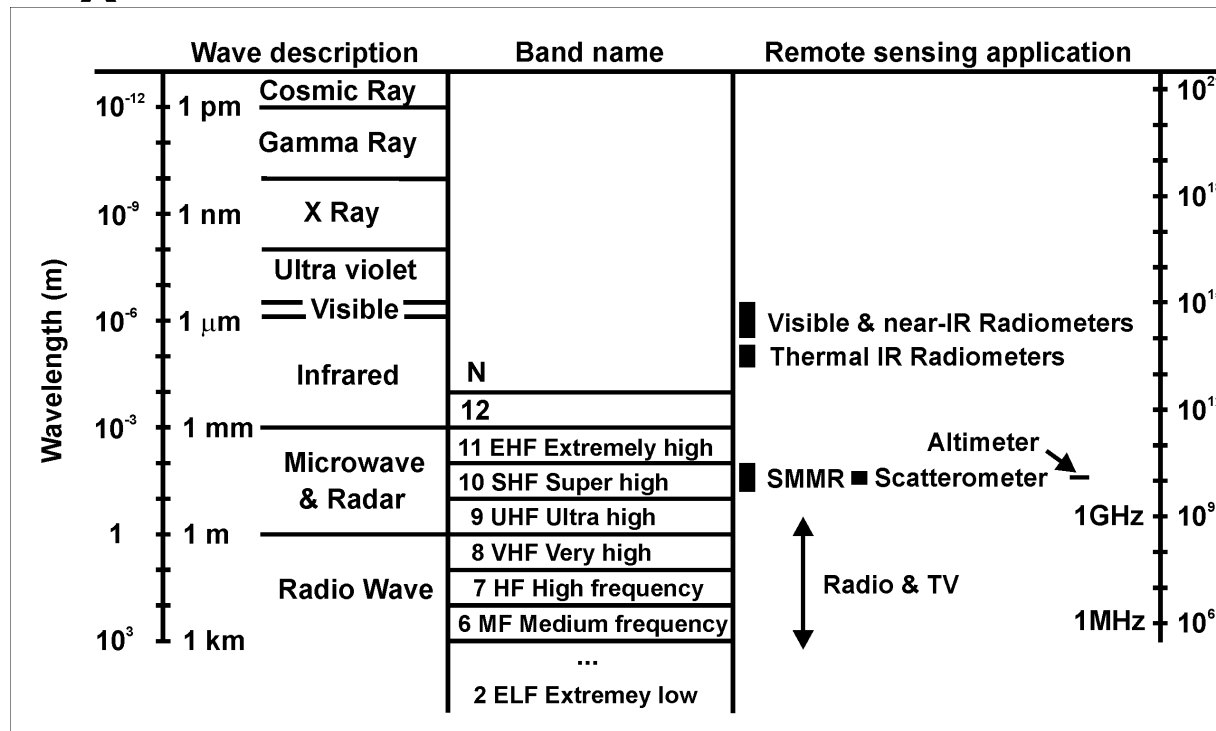 Wave description Band name Remote sensing application
Cosmic Ray
10⁻¹² 1 pm
Gamma Ray
10⁻⁹ 1 nm X Ray
Ultra violet
Visible
10⁻⁶ 1 μm
Visible & near-IR Radiometers
Thermal IR Radiometers
Infrared N
12
10⁻³ 1 mm
11 EHF Extremely high
Altimeter
Microwave
& Radar
10 SHF Super high SMMR Scatterometer
9 UHF Ultra high 1GHz 10⁹
1 1 m
8 VHF Very high
Radio Wave 7 HF High frequency Radio & TV
6 MF Medium frequency 1MHz 10⁶
10³ 1 km
...
2 ELF Extremey low
Wavelength (m)